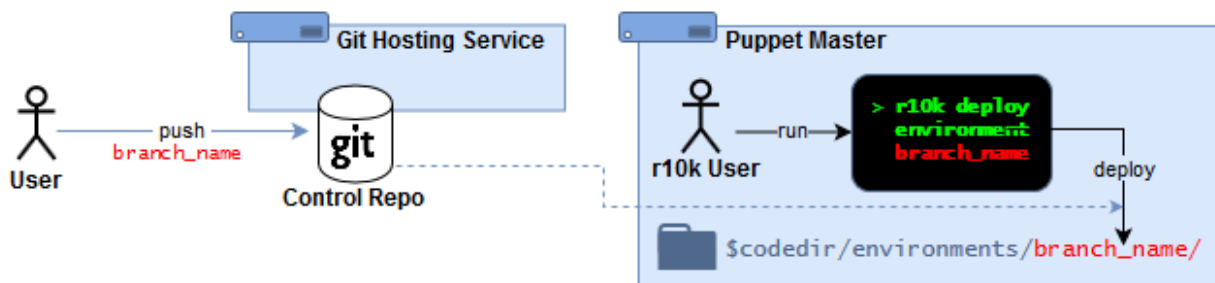 Git Hosting Service
Puppet Master
User
push
branch_name
git
Control Repo
r10k User
run
> r10k deploy
environment
branch_name
deploy
$codedir/environments/branch_name/